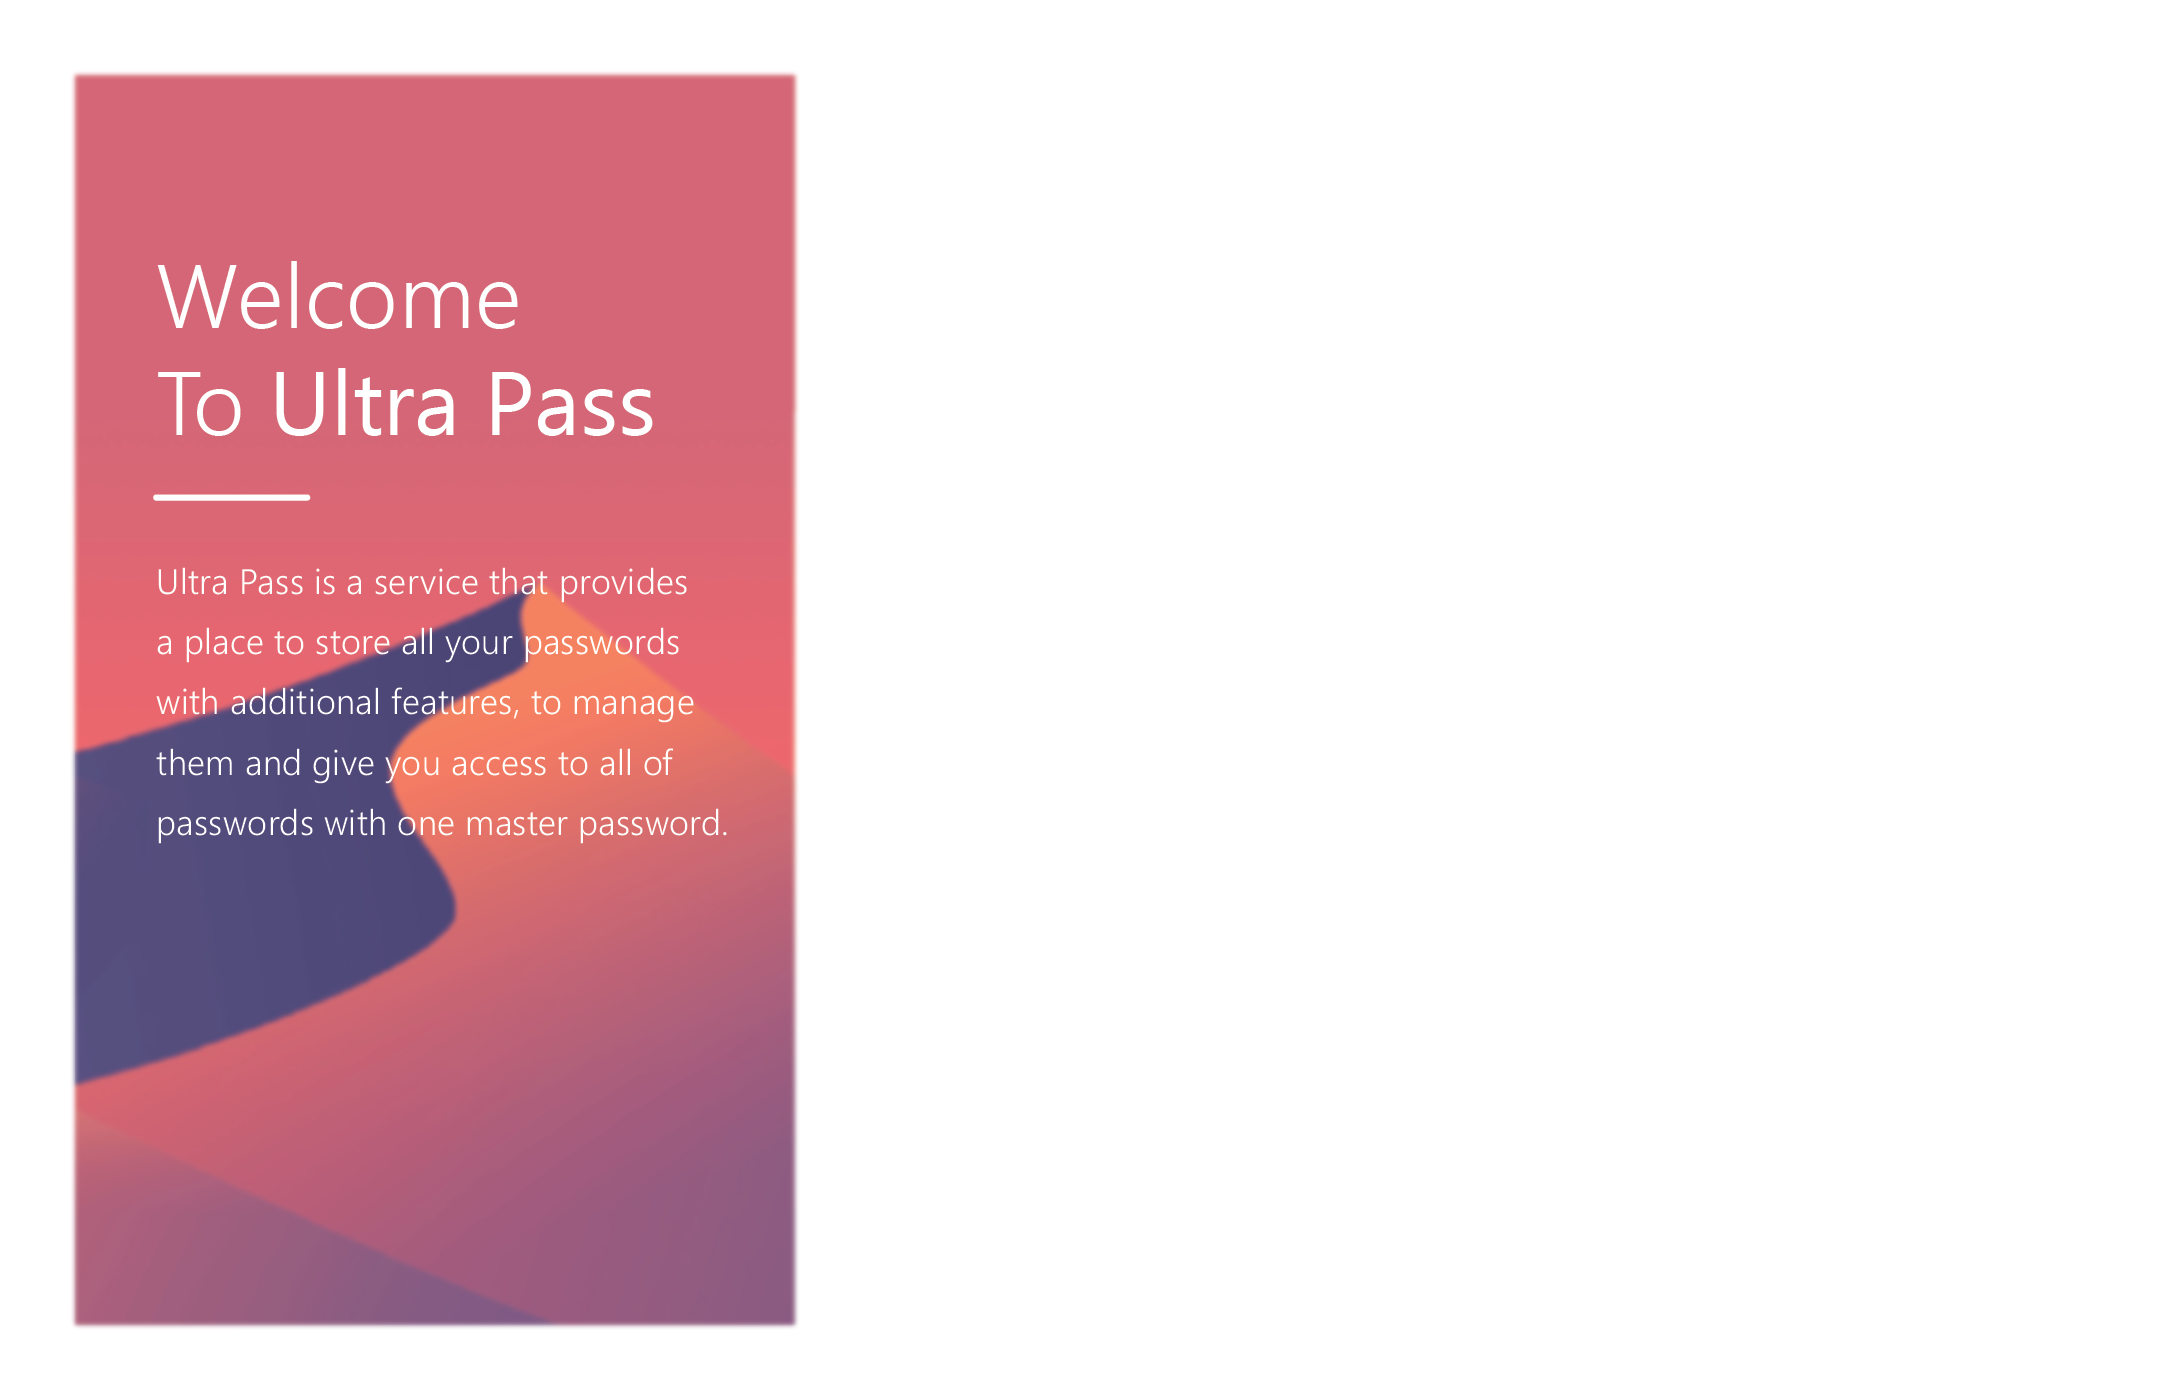 Welcome
To Ultra Pass
Ultra Pass is a service that provides
a place to store all your passwords
with additional features, to manage
them and give you access to all of
passwords with one master password.